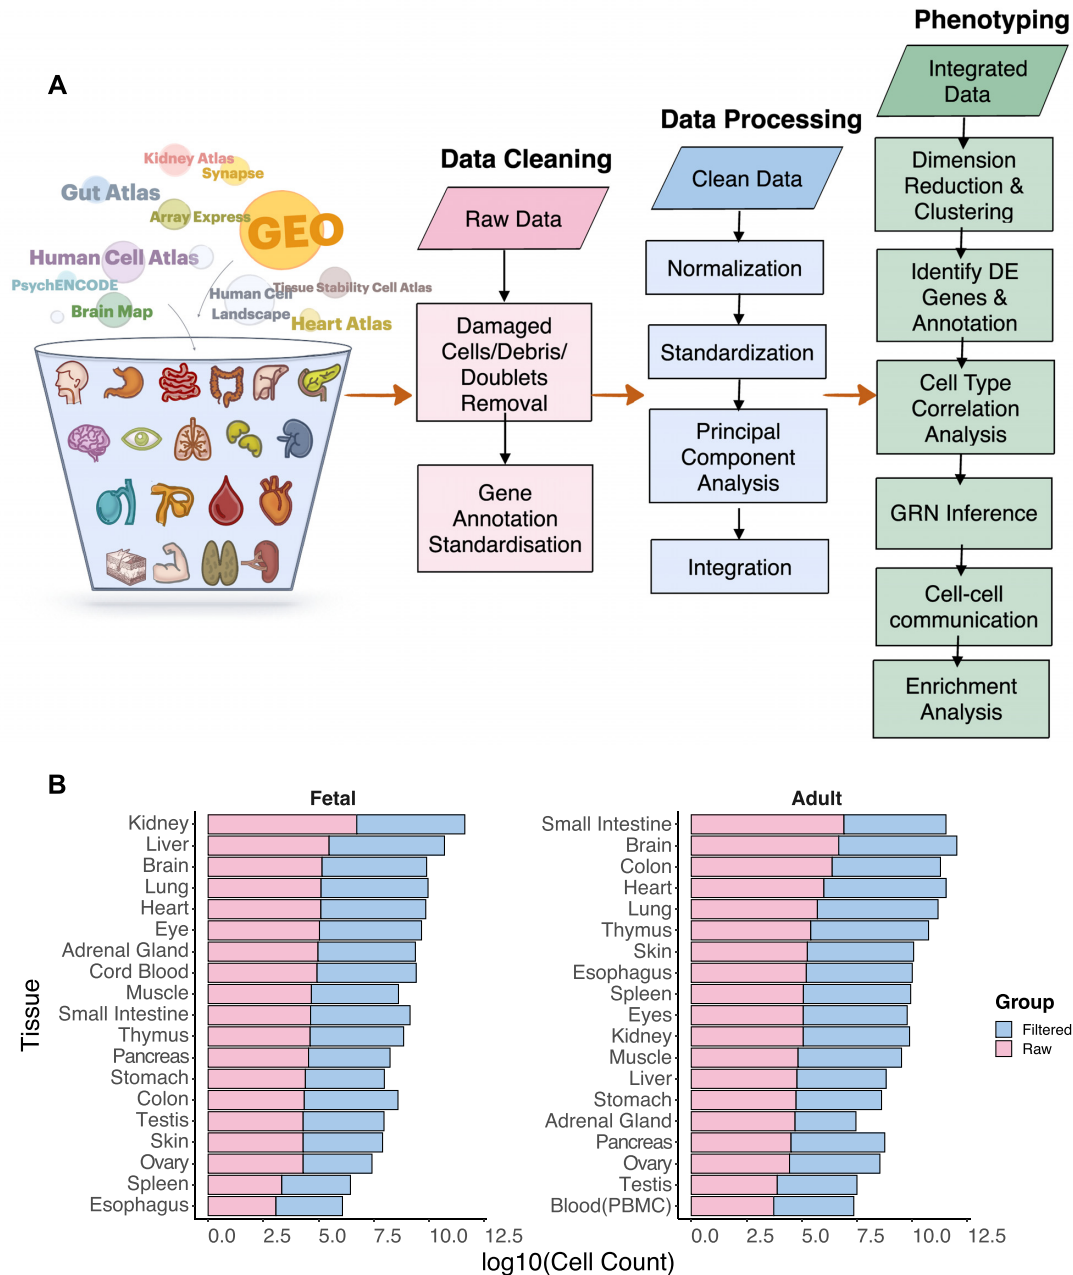 A
Kidney Atlas
Synapse
Gut Atlas
Array Express
GEO
Human Cell Atlas
PsychENCODE
Human Cell
Landscape
Tissue Stability Cell Atlas
Brain Map
Heart Atlas
Data Cleaning
Raw Data
Damaged
Cells/Debris/
Doublets
Removal
Gene
Annotation
Standardisation
Data Processing
Clean Data
Normalization
Standardization
Principal
Component
Analysis
Integration
Phenotyping
Integrated
Data
Dimension
Reduction &
Clustering
Identify DE
Genes &
Annotation
Cell Type
Correlation
Analysis
GRN Inference
Cell-cell
communication
Enrichment
Analysis
B
Fetal
Tissue
Kidney
Liver
Brain
Lung
Heart
Eye
Adrenal Gland
Cord Blood
Muscle
Small Intestine
Thymus
Pancreas
Stomach
Colon
Testis
Skin
Ovary
Spleen
Esophagus
0.0 2.5 5.0 7.5 10.0 12.5
Adult
Small Intestine
Brain
Colon
Heart
Lung
Thymus
Skin
Esophagus
Spleen
Eyes
Kidney
Muscle
Liver
Stomach
Adrenal Gland
Pancreas
Ovary
Testis
Blood(PBMC)
0.0 2.5 5.0 7.5 10.0 12.5
log10(Cell Count)
Group
Filtered
Raw